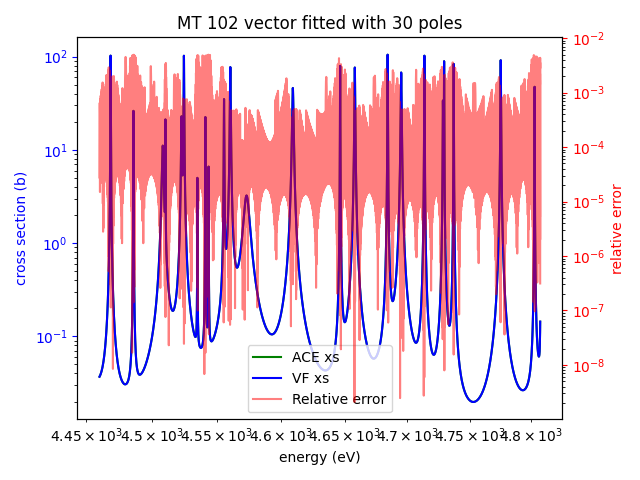 MT 102 vector fitted with 30 poles
10²
10¹
10⁰
10⁻¹
cross section (b)
10⁻²
10⁻³
10⁻⁴
10⁻⁵
10⁻⁶
10⁻⁷
10⁻⁸
relative error
ACE xs
VF xs
Relative error
4.45 × 10³ 4.5 × 10³ 4.55 × 10³ 4.6 × 10³ 4.65 × 10³ 4.7 × 10³ 4.75 × 10³ 4.8 × 10³
energy (eV)